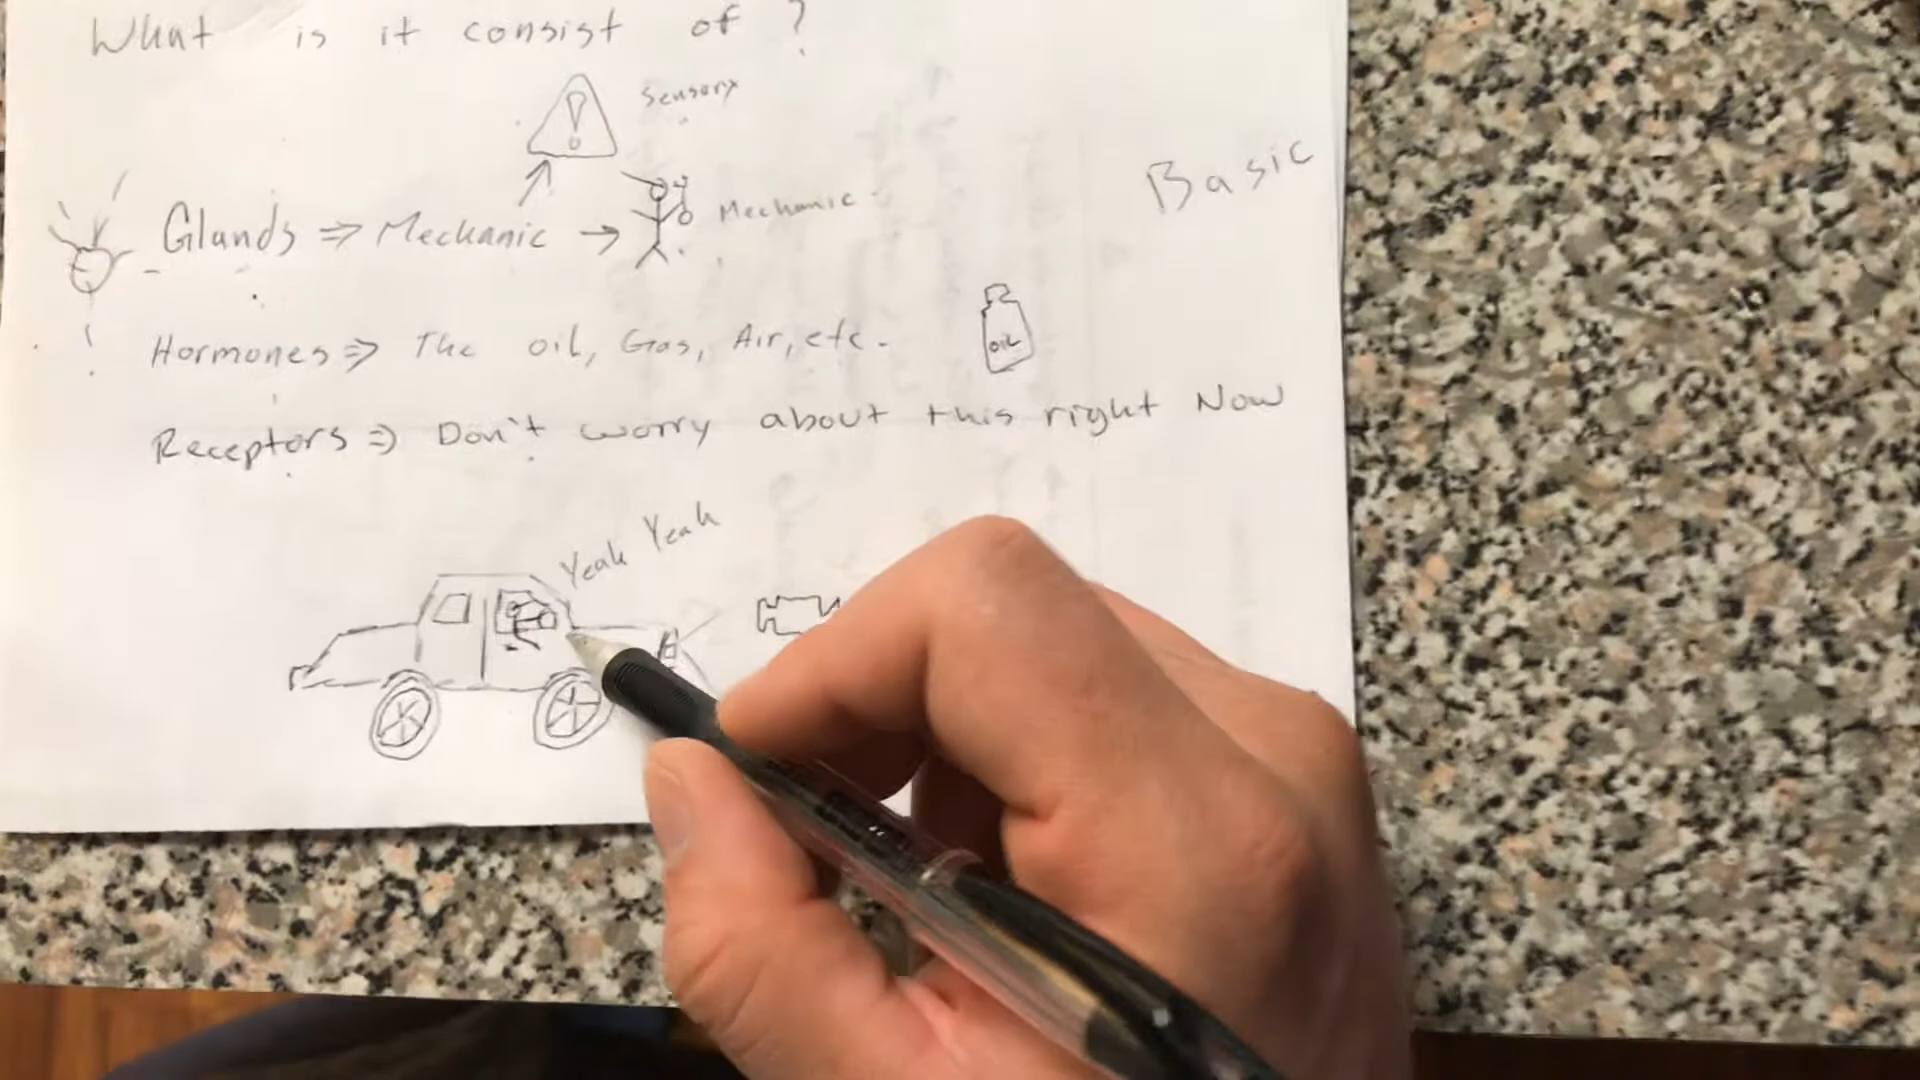 What is it consist of ?
Sensory
Basic
Glands ⇒ Mechanic → Mechanic
Hormones ⇒ The oil, Gas, Air, etc.
OIL
Receptors ⇒ Don't worry about this right Now
Yeah Yeah